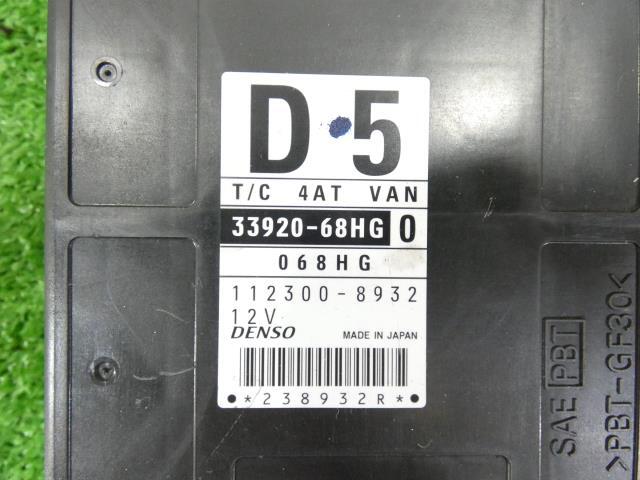 D 5
T/C 4AT VAN
33920-68HG 0
068HG
112300-8932
12V
DENSO MADE IN JAPAN
*238932R*
SAE PBT
>PBT-GF30<